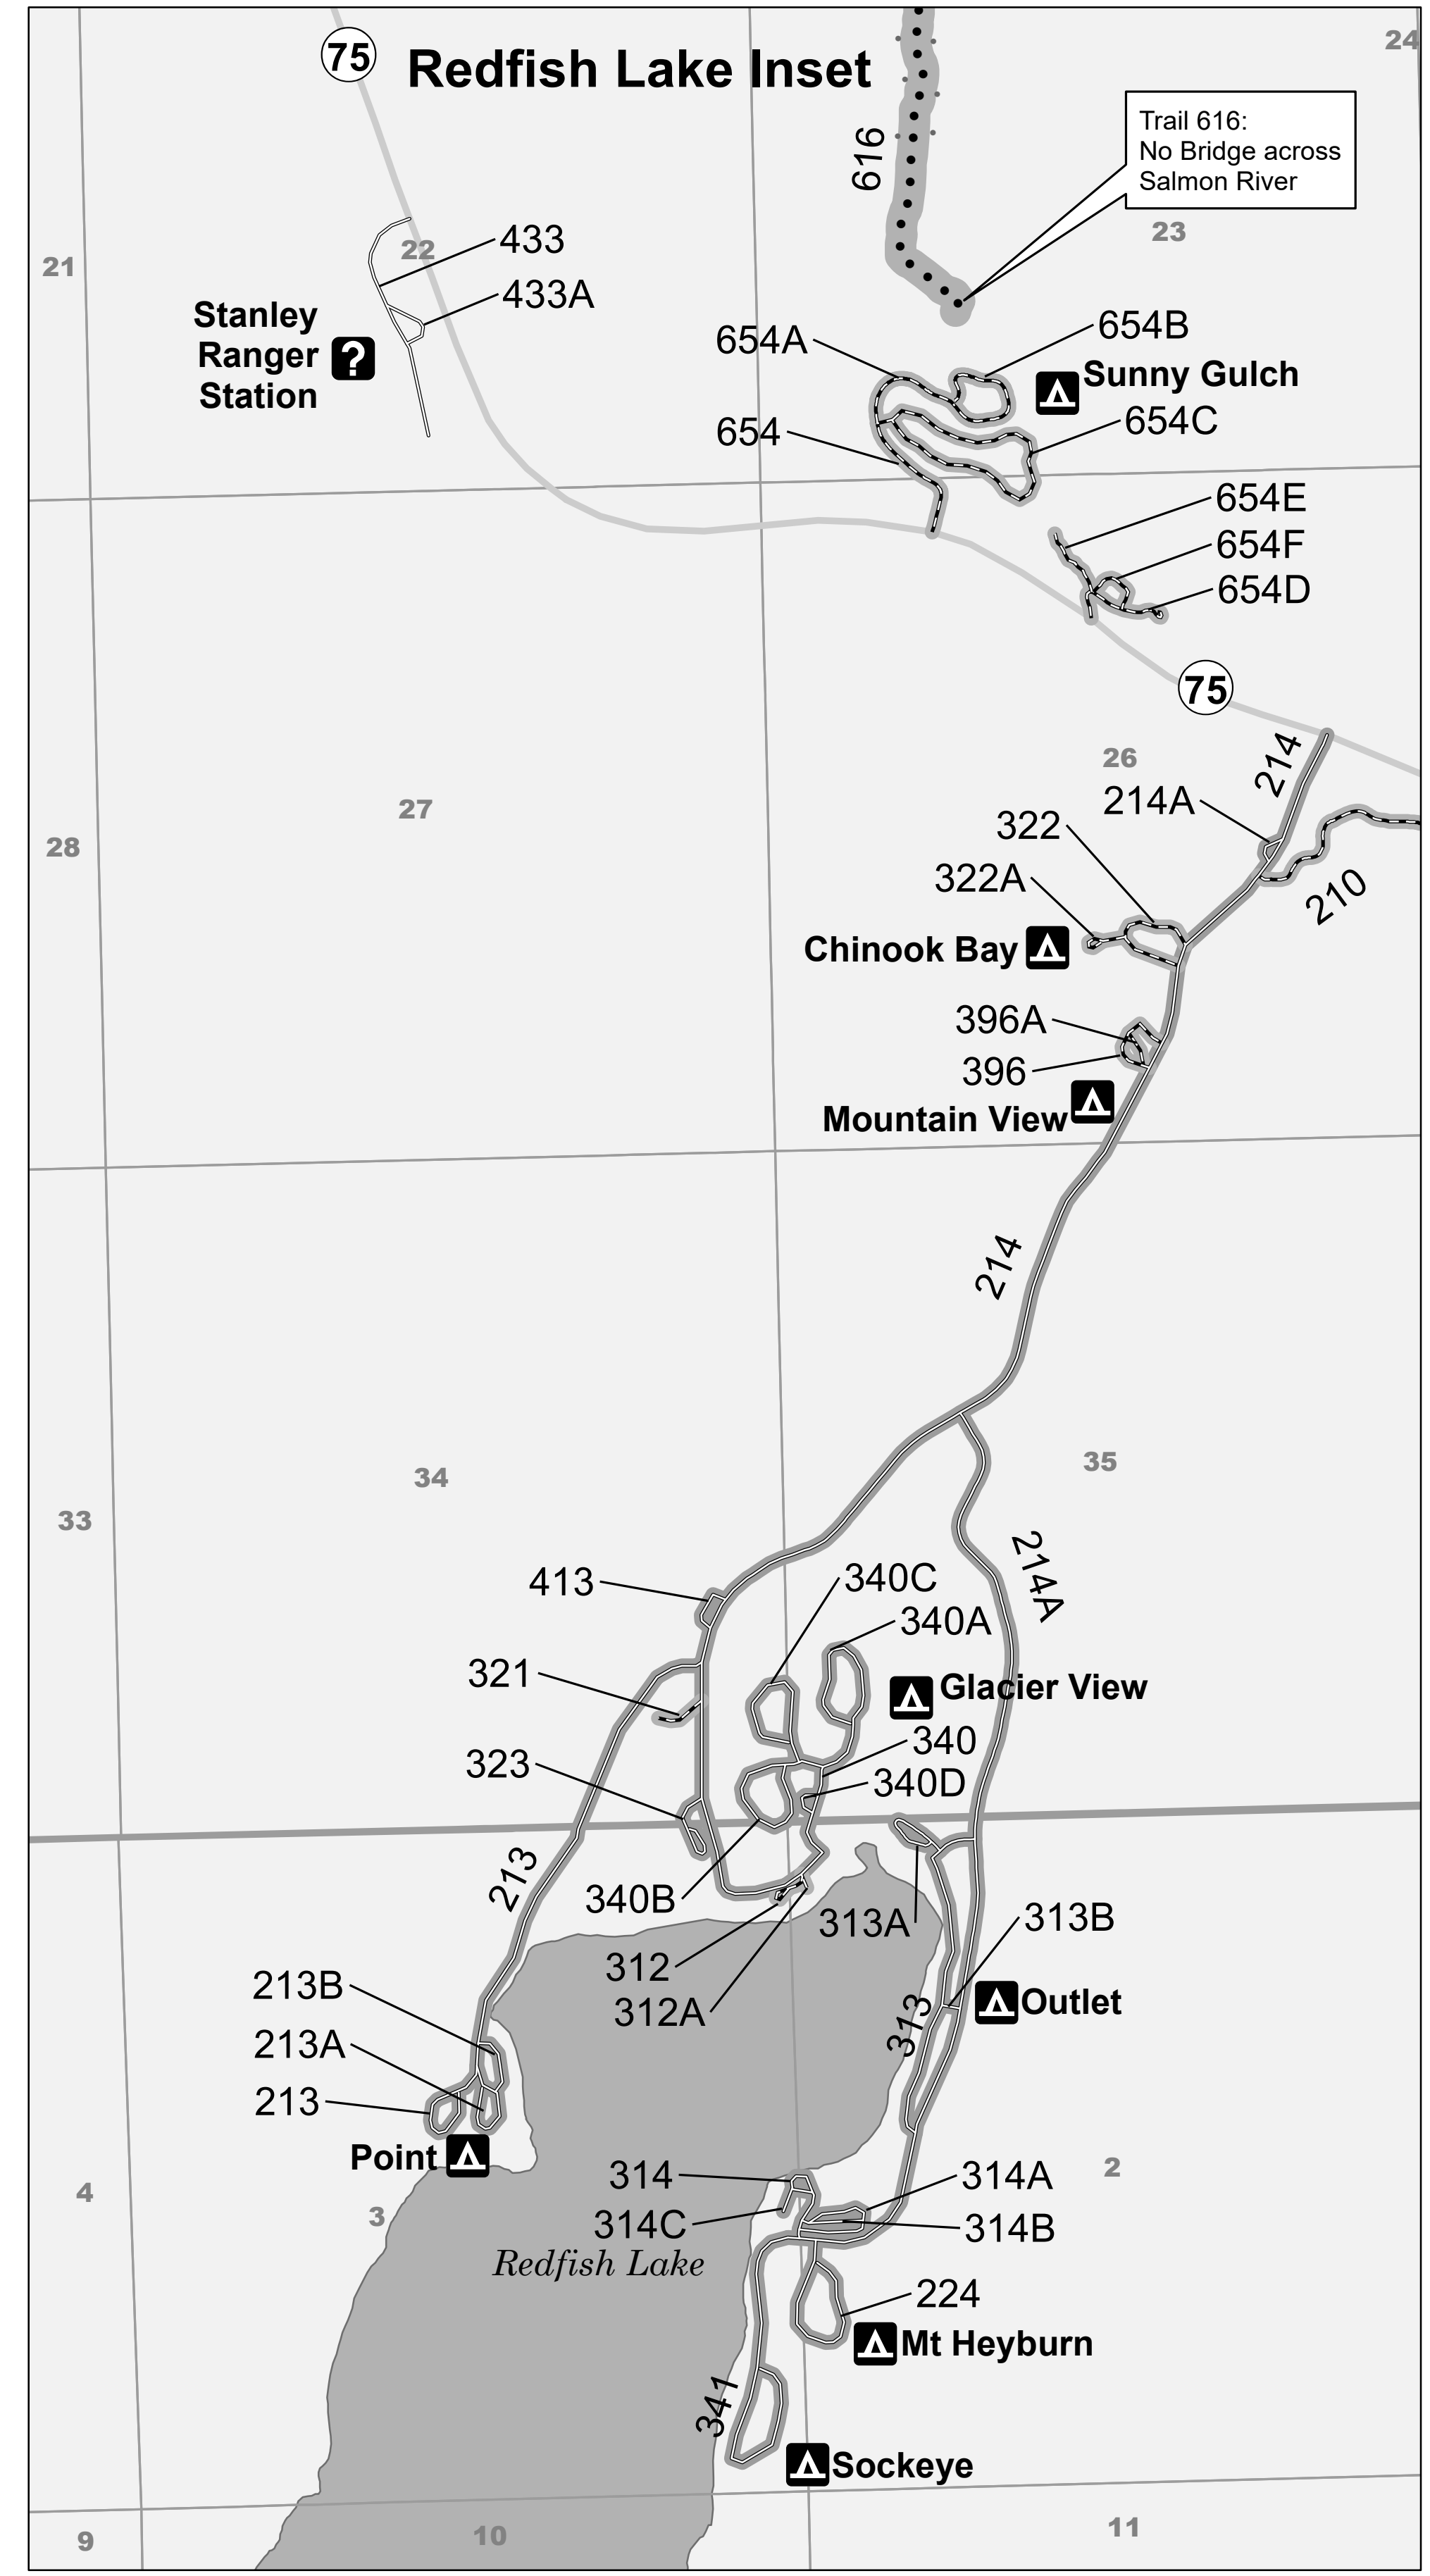 75
Redfish Lake Inset
24
616
Trail 616:
No Bridge across
Salmon River
23
21
22
433
433A
Stanley
Ranger
Station
?
654A
654B
Sunny Gulch
654C
654
654E
654F
654D
75
26
214
27
214A
322
28
322A
210
Chinook Bay
396A
396
Mountain View
214
34
35
33
214A
413
340C
340A
321
Glacier View
340
323
340D
213
340B
313A
313B
312
213B
Outlet
312A
313
213A
213
Point
314
314A
2
4
3
314C
314B
Redfish Lake
224
Mt Heyburn
341
Sockeye
9
10
11